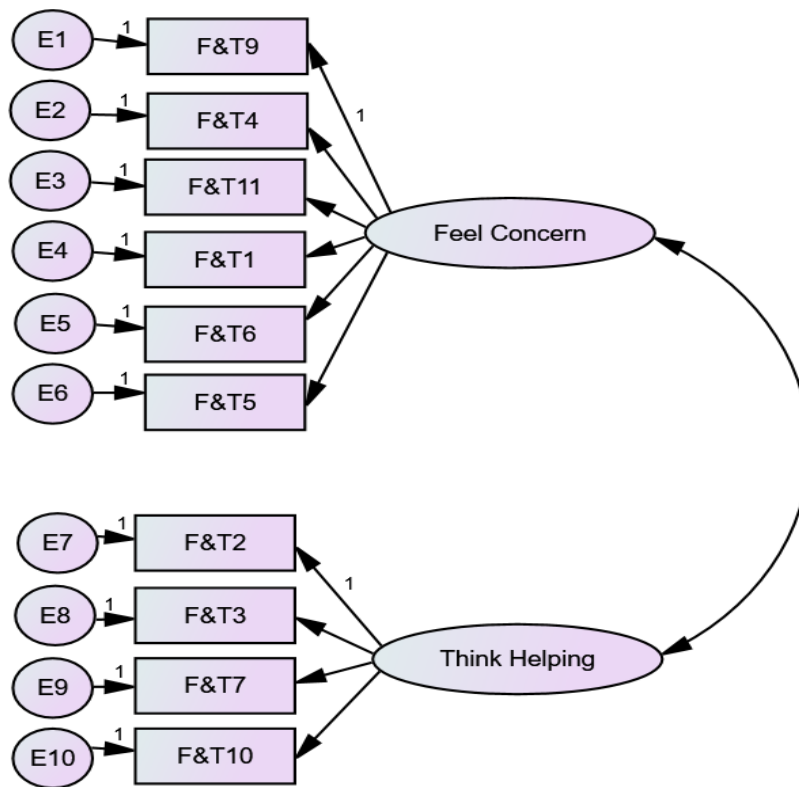 E1
1
F&T9
E2
1
F&T4
1
E3
1
F&T11
E4
1
F&T1
Feel Concern
E5
1
F&T6
E6
1
F&T5
E7
1
F&T2
1
E8
1
F&T3
E9
1
F&T7
Think Helping
E10
1
F&T10